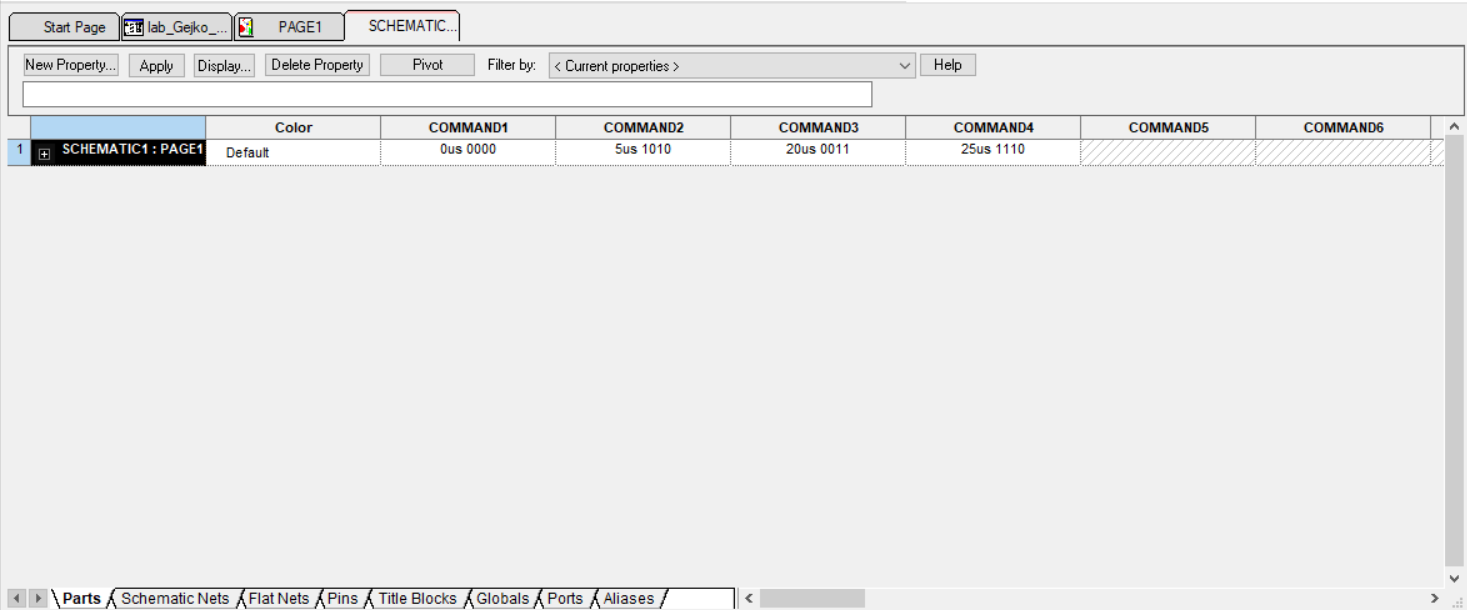 Start Page lab_Gejko_... PAGE1 SCHEMATIC...
New Property... Apply Display... Delete Property Pivot Filter by: < Current properties > Help
Color COMMAND1 COMMAND2 COMMAND3 COMMAND4 COMMAND5 COMMAND6
1 SCHEMATIC1 : PAGE1 Default 0us 0000 5us 1010 20us 0011 25us 1110
Parts Schematic Nets Flat Nets Pins Title Blocks Globals Ports Aliases